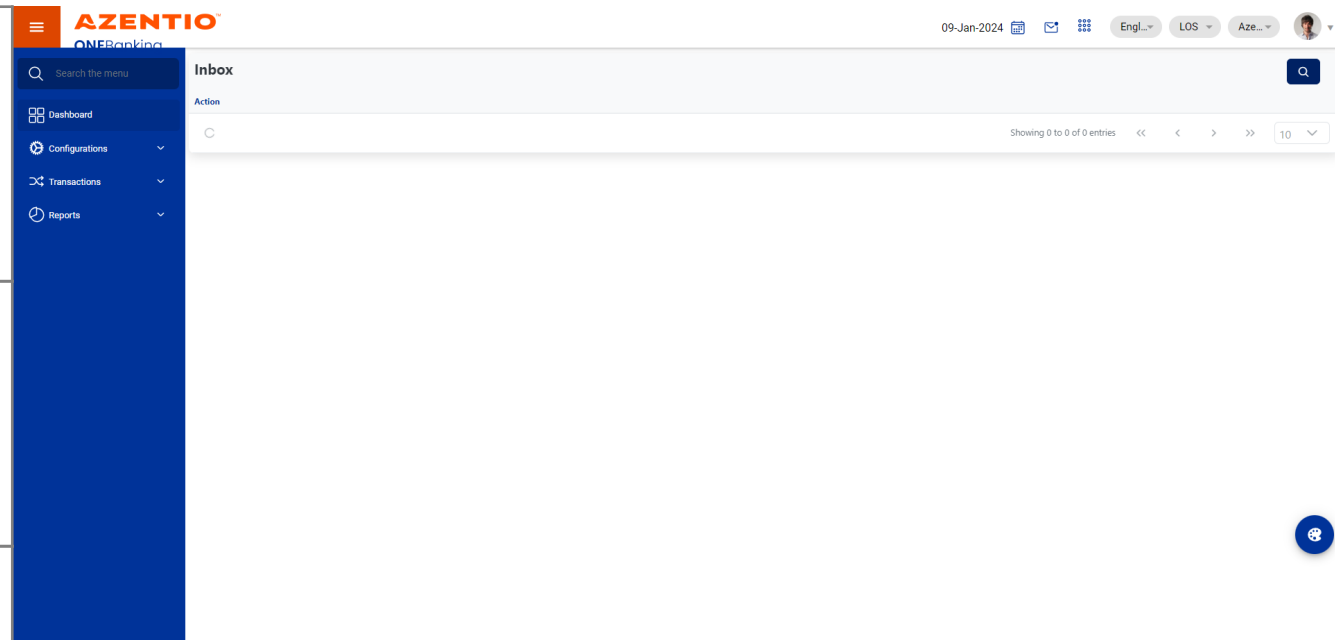 AZENTIO™
ONEBanking
09-Jan-2024
Engl...
LOS
Aze...
Search the menu
Dashboard
Configurations
Transactions
Reports
Inbox
Action
Showing 0 to 0 of 0 entries
10